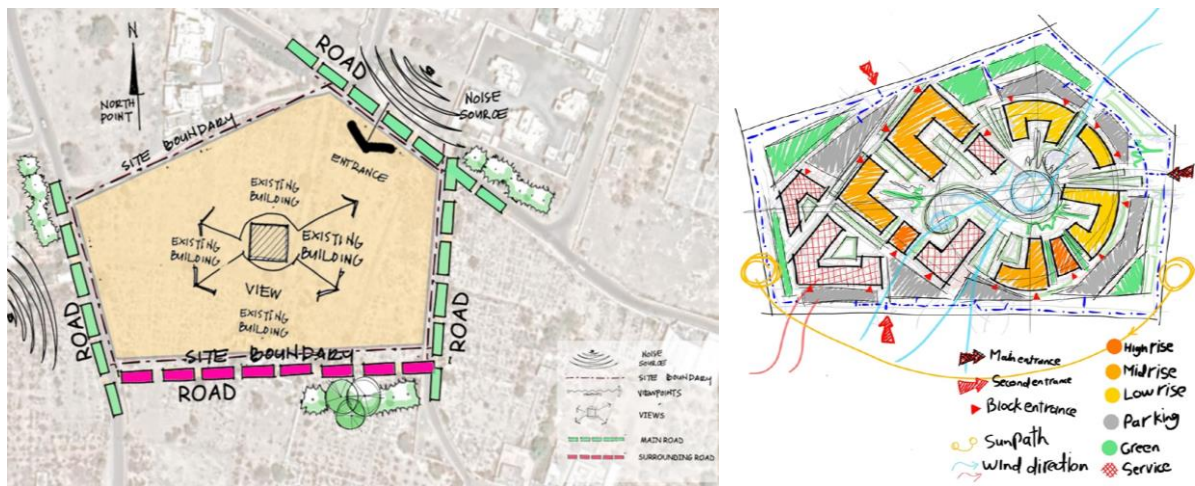 N
NORTH
POINT
ROAD
NOISE
SOURCE
SITE BOUNDARY
ENTRANCE
EXISTING
BUILDING
EXISTING
BUILDING
EXISTING
BUILDING
VIEW
EXISTING
BUILDING
ROAD
ROAD
SITE BOUNDARY
ROAD
NOISE
SOURCE
SITE BOUNDARY
VIEWPOINTS
VIEWS
MAIN ROAD
SURROUNDING ROAD
Main entrance
Second entrance
Block entrance
Sunpath
Wind direction
High rise
Mid rise
Low rise
Parking
Green
Service